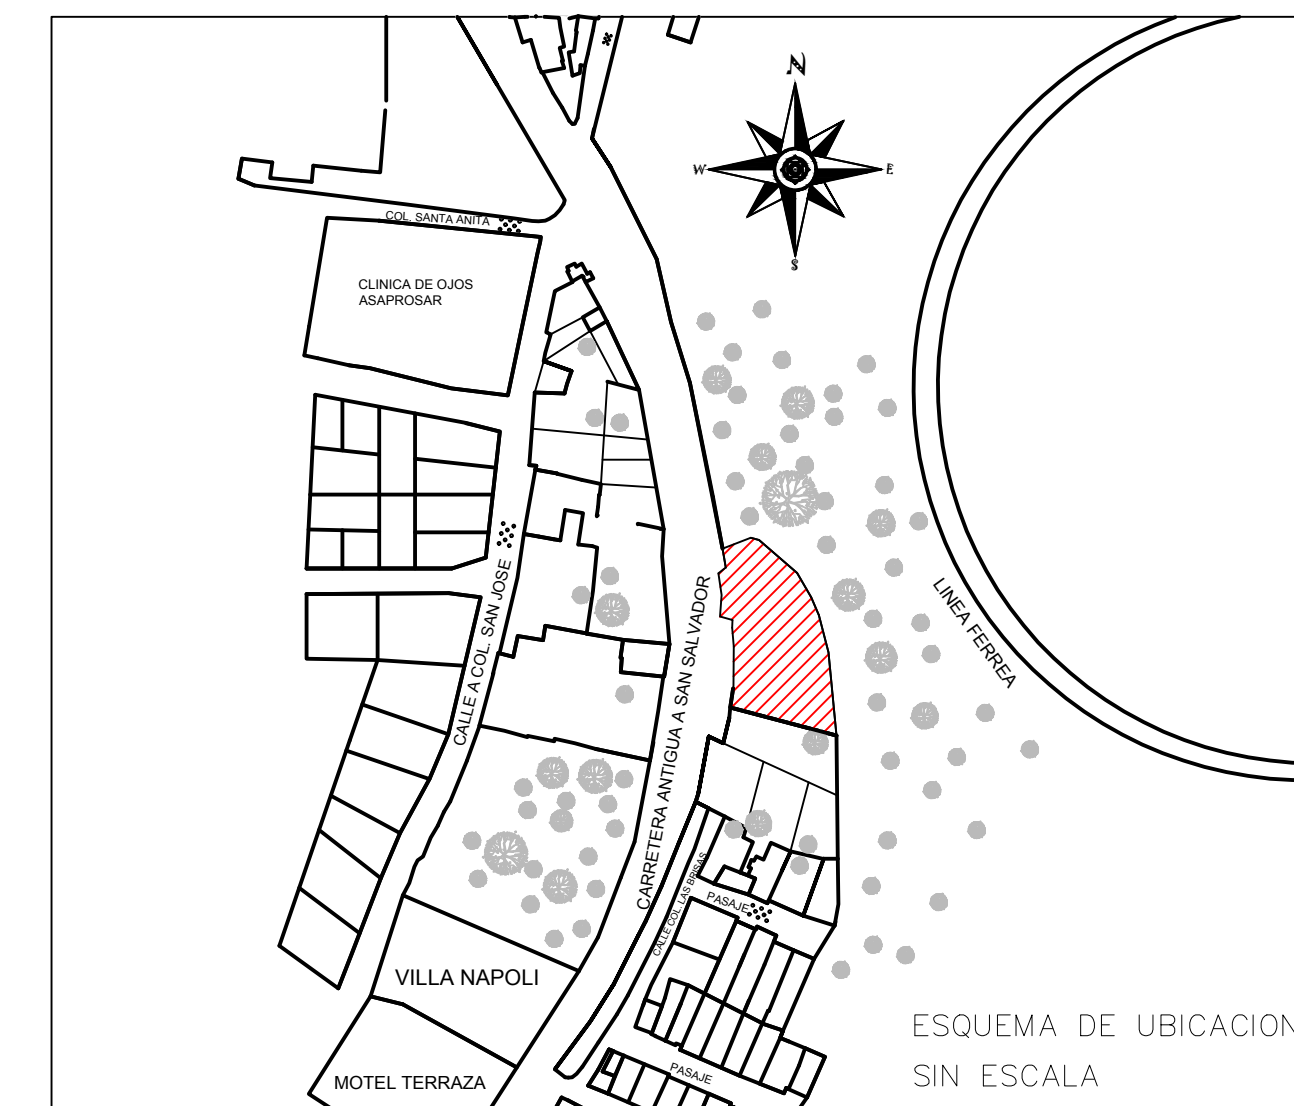 N
W
E
S
COL. SANTA ANITA
CLINICA DE OJOS
ASAPROSAR
CALLE A COL. SAN JOSE
CARRETERA ANTIGUA A SAN SALVADOR
LINEA FERREA
CALLE COL. LAS BRISAS
PASAJE
VILLA NAPOLI
MOTEL TERRAZA
PASAJE
ESQUEMA DE UBICACION
SIN ESCALA